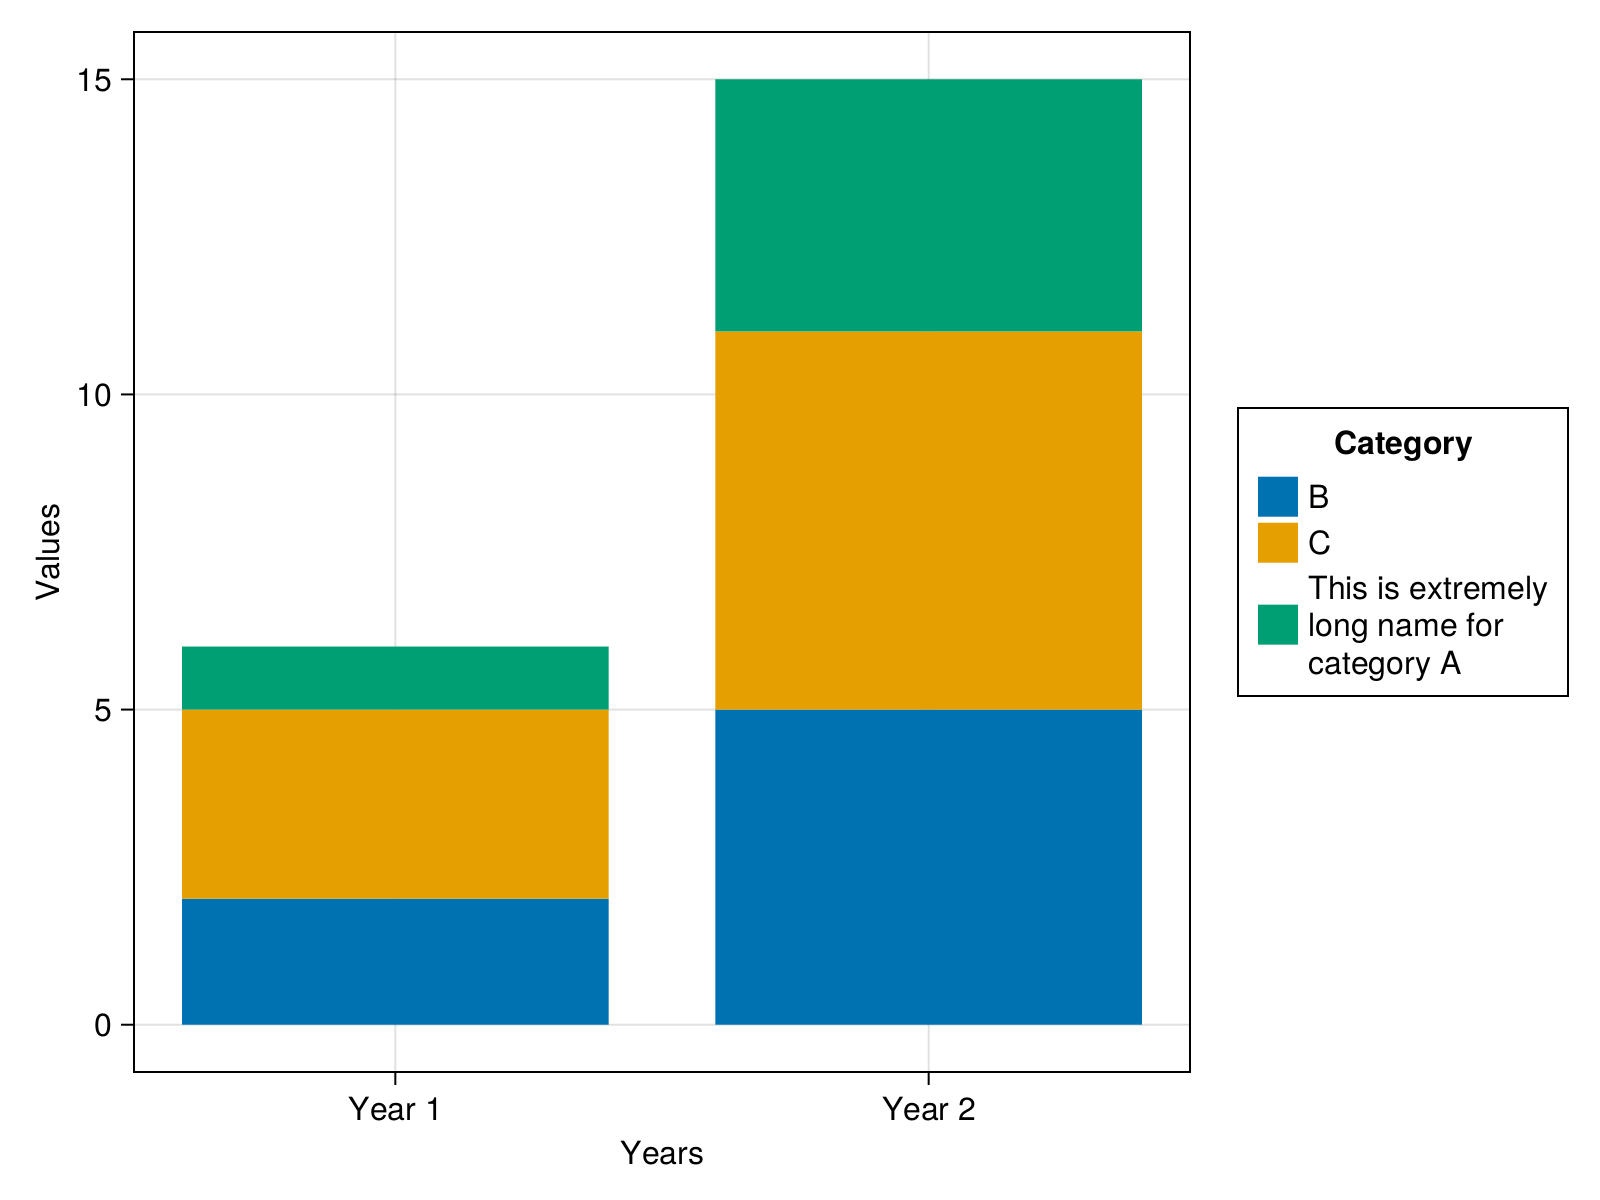 15
10
5
0
Values
Year 1
Year 2
Years
Category
B
C
This is extremely
long name for
category A